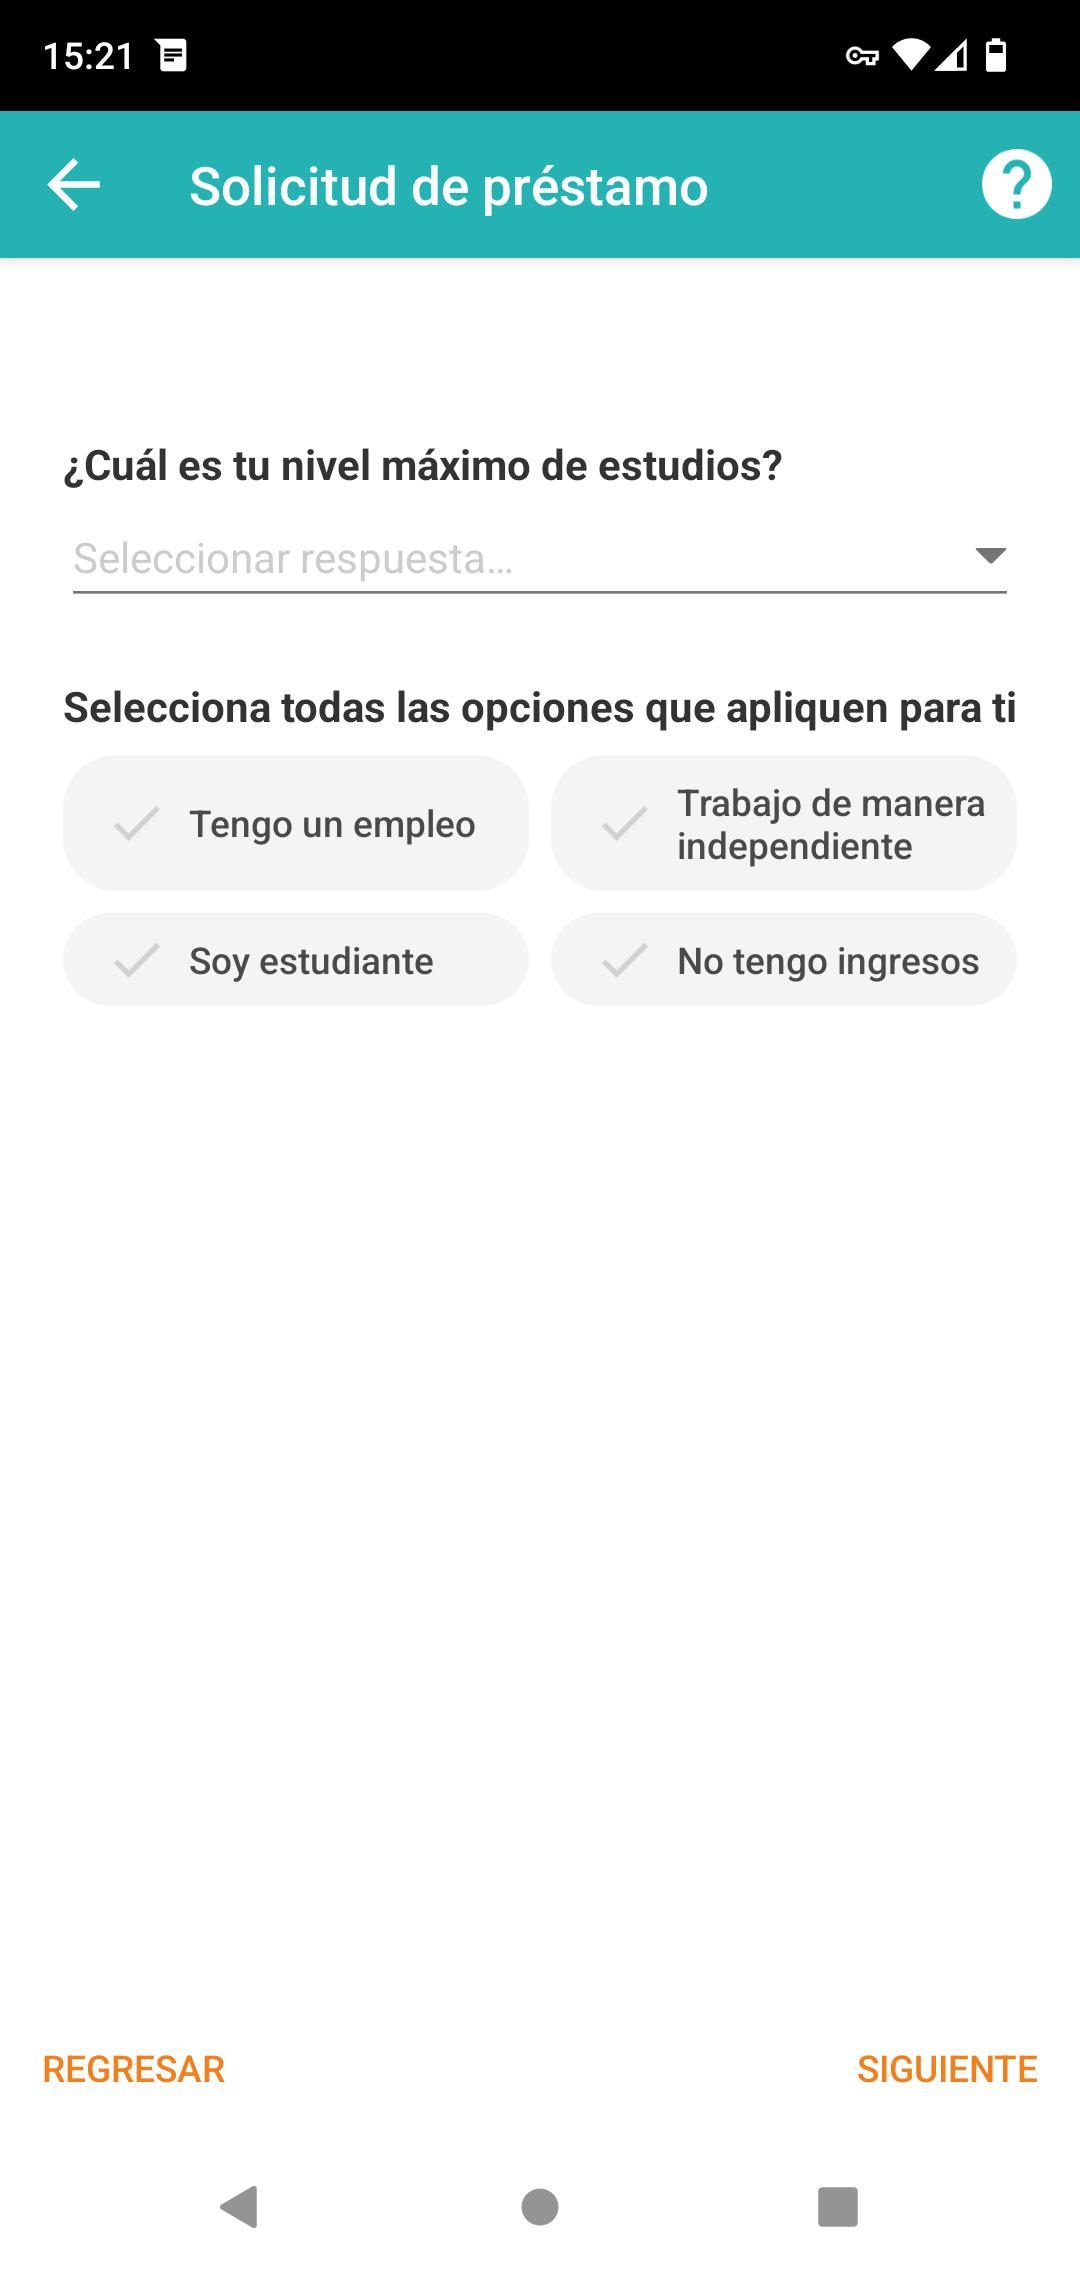 15:21
Solicitud de préstamo
¿Cuál es tu nivel máximo de estudios?
Seleccionar respuesta...
Selecciona todas las opciones que apliquen para ti
Tengo un empleo
Trabajo de manera
independiente
Soy estudiante
No tengo ingresos
REGRESAR
SIGUIENTE